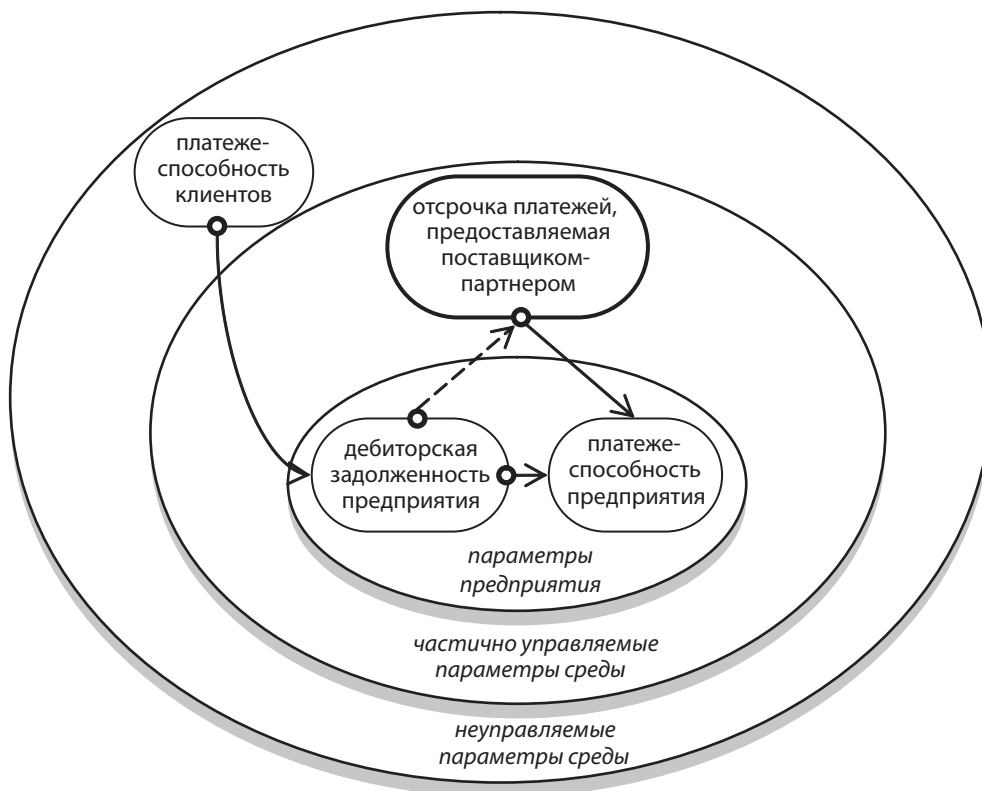 платеже-
способность
клиентов
отсрочка платежей,
предоставляемая
поставщиком-
партнером
дебиторская
задолженность
предприятия
платеже-
способность
предприятия
параметры
предприятия
частично управляемые
параметры среды
неуправляемые
параметры среды